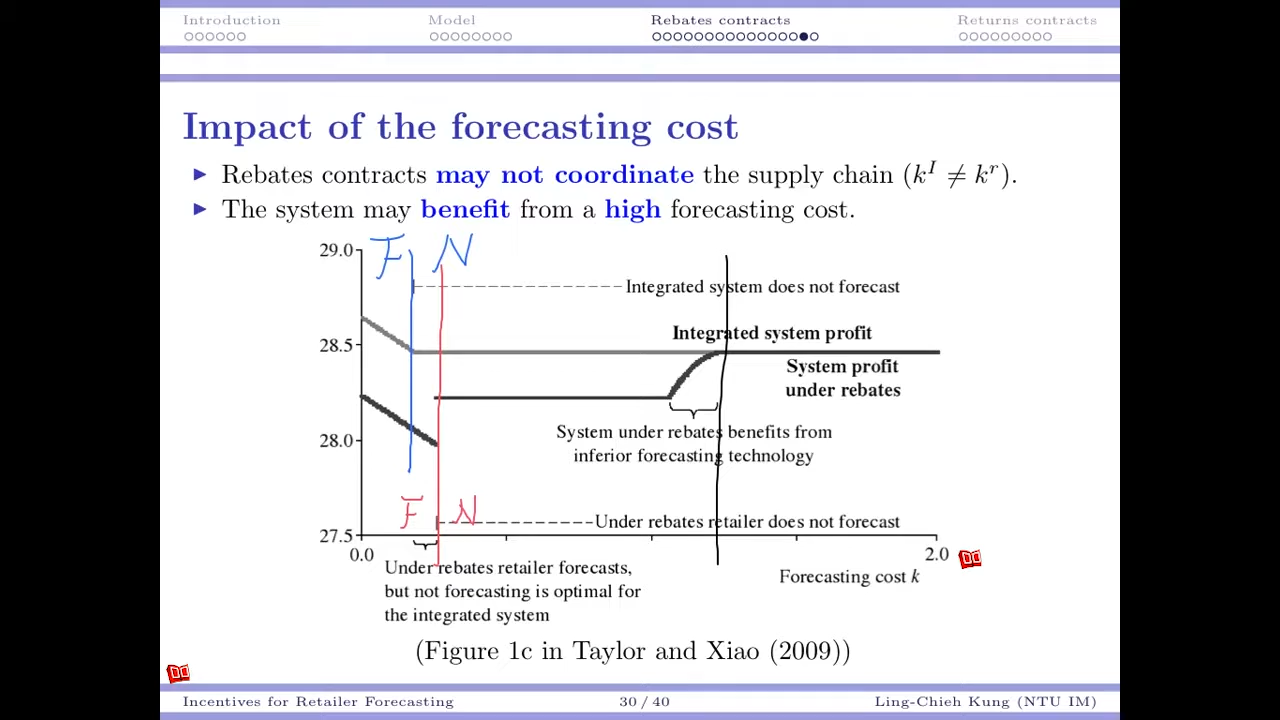 Introduction Model Rebates contracts Returns contracts
Impact of the forecasting cost
▶ Rebates contracts may not coordinate the supply chain (k^I ≠ k^r).
▶ The system may benefit from a high forecasting cost.
F N
29.0
Integrated system does not forecast
Integrated system profit
28.5
System profit
under rebates
System under rebates benefits from
inferior forecasting technology
28.0
F N
Under rebates retailer does not forecast
27.5
0.0 2.0
Under rebates retailer forecasts,
but not forecasting is optimal for
the integrated system
Forecasting cost k
(Figure 1c in Taylor and Xiao (2009))
Incentives for Retailer Forecasting 30 / 40 Ling-Chieh Kung (NTU IM)